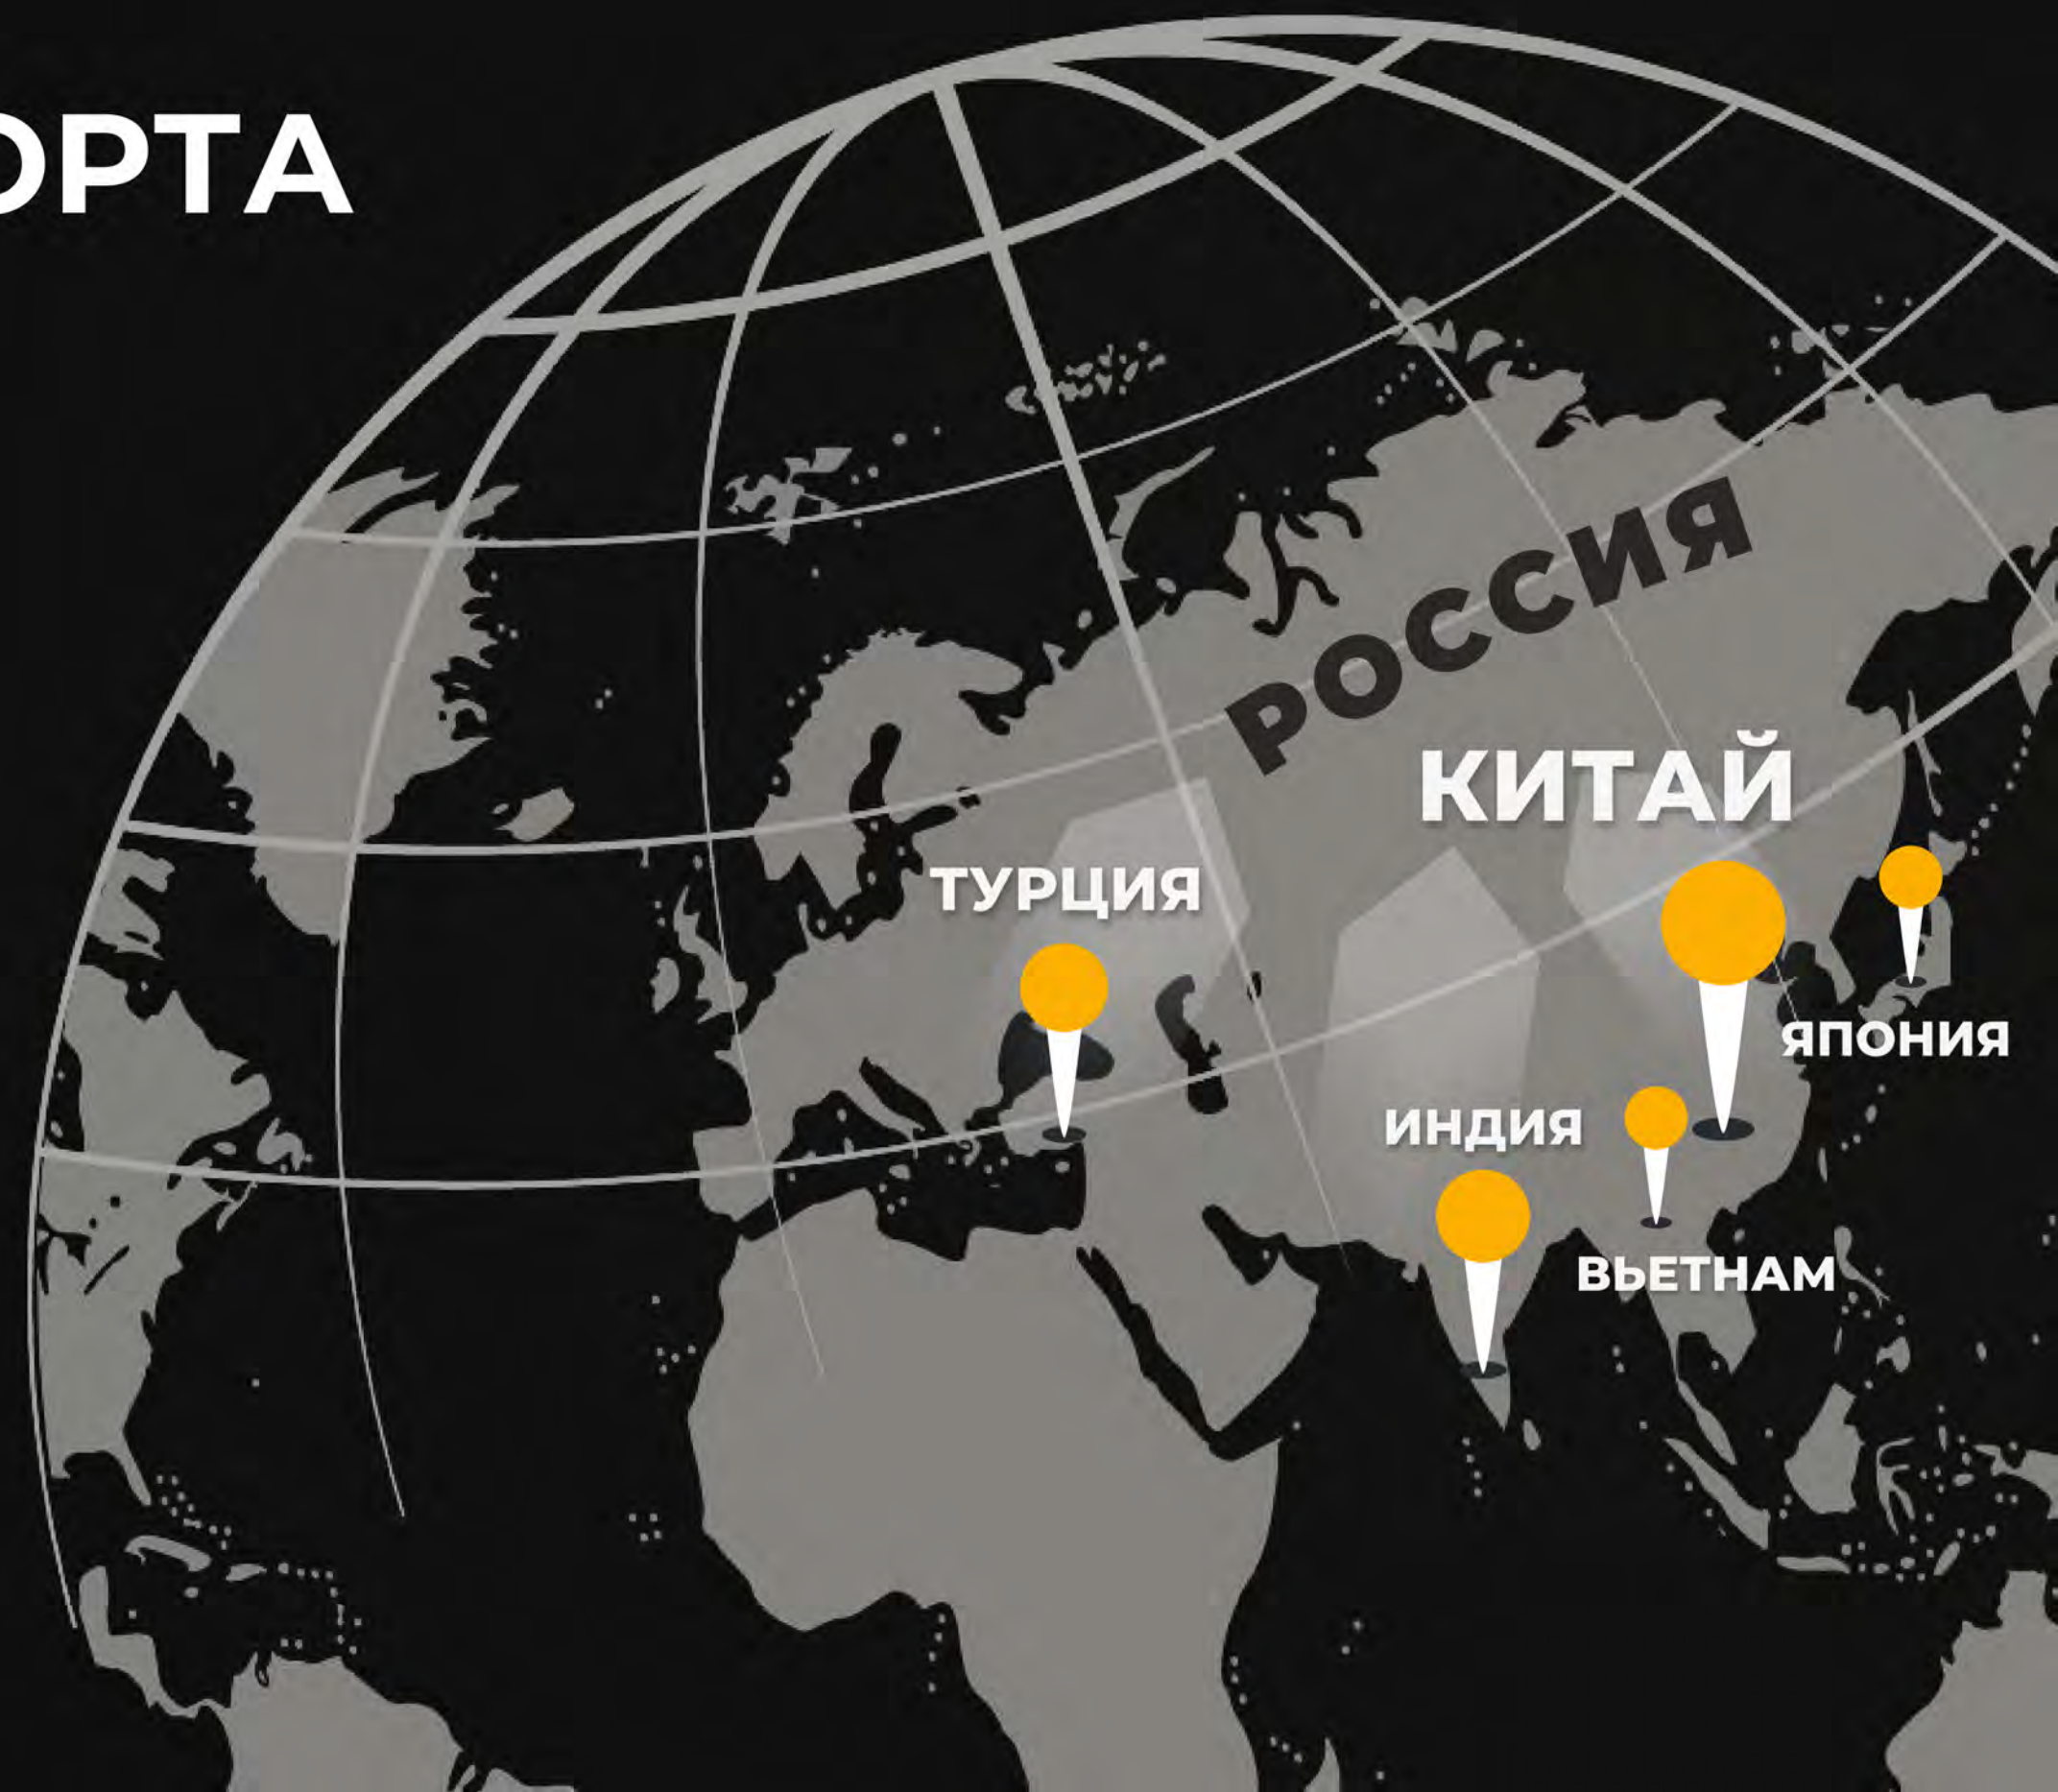 ОРТА
РОССИЯ
КИТАЙ
ТУРЦИЯ
ЯПОНИЯ
ИНДИЯ
ВЬЕТНАМ